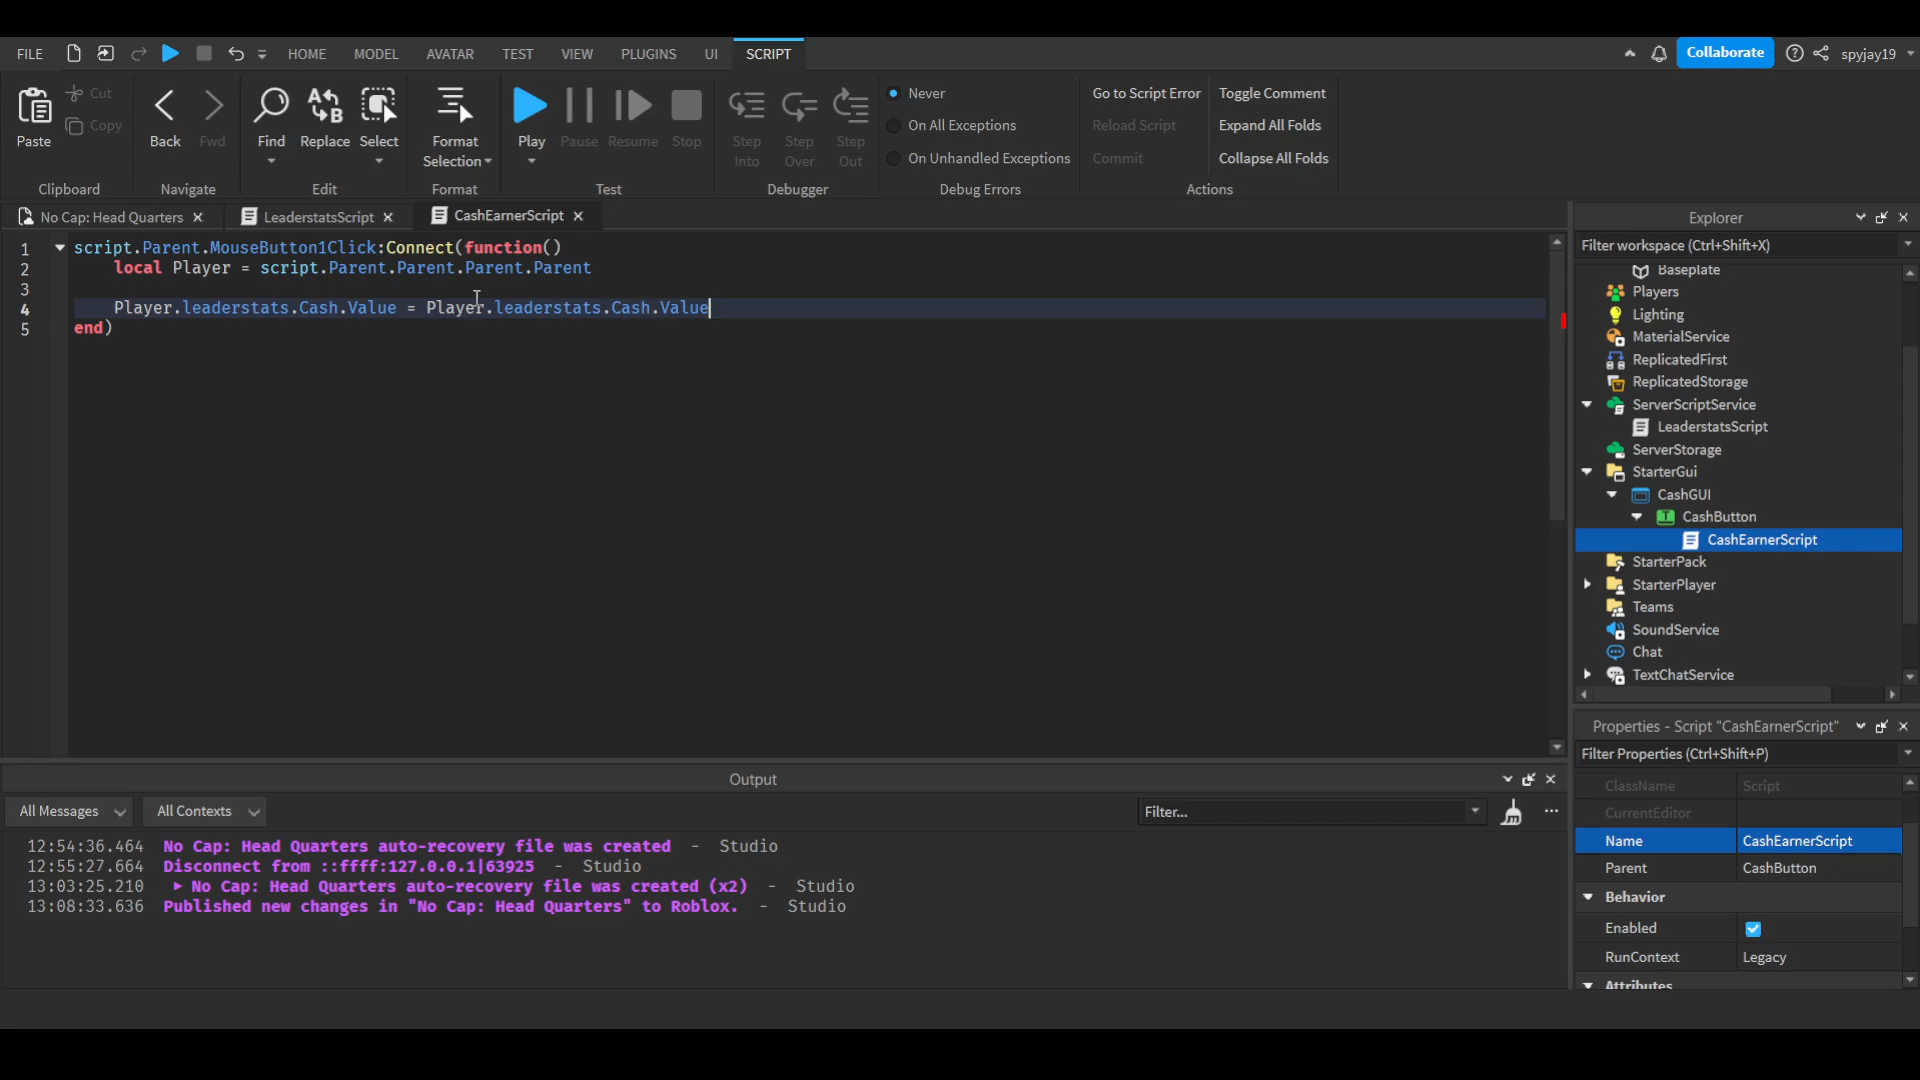 FILE HOME MODEL AVATAR TEST VIEW PLUGINS UI SCRIPT Collaborate spyjay19
Paste Cut Copy
Clipboard
Back Fwd
Navigate
Find Replace Select
Edit
Format Selection
Format
Play Pause Resume Stop
Test
Step Into Step Over Step Out
Debugger
Never
On All Exceptions
On Unhandled Exceptions
Debug Errors
Go to Script Error Toggle Comment
Reload Script Expand All Folds
Commit Collapse All Folds
Actions
No Cap: Head Quarters LeaderstatsScript CashEarnerScript
1 script.Parent.MouseButton1Click:Connect(function()
2 local Player = script.Parent.Parent.Parent.Parent
3
4 Player.leaderstats.Cash.Value = Player.leaderstats.Cash.Value
5 end)
Explorer
Filter workspace (Ctrl+Shift+X)
Baseplate
Players
Lighting
MaterialService
ReplicatedFirst
ReplicatedStorage
ServerScriptService
LeaderstatsScript
ServerStorage
StarterGui
CashGUI
CashButton
CashEarnerScript
StarterPack
StarterPlayer
Teams
SoundService
Chat
TextChatService
Properties - Script "CashEarnerScript"
Filter Properties (Ctrl+Shift+P)
ClassName Script
CurrentEditor
Name CashEarnerScript
Parent CashButton
Behavior
Enabled
RunContext Legacy
Attributes
Output
All Messages All Contexts Filter...
12:54:36.464 No Cap: Head Quarters auto-recovery file was created - Studio
12:55:27.664 Disconnect from ::ffff:127.0.0.1|63925 - Studio
13:03:25.210 No Cap: Head Quarters auto-recovery file was created (x2) - Studio
13:08:33.636 Published new changes in "No Cap: Head Quarters" to Roblox. - Studio